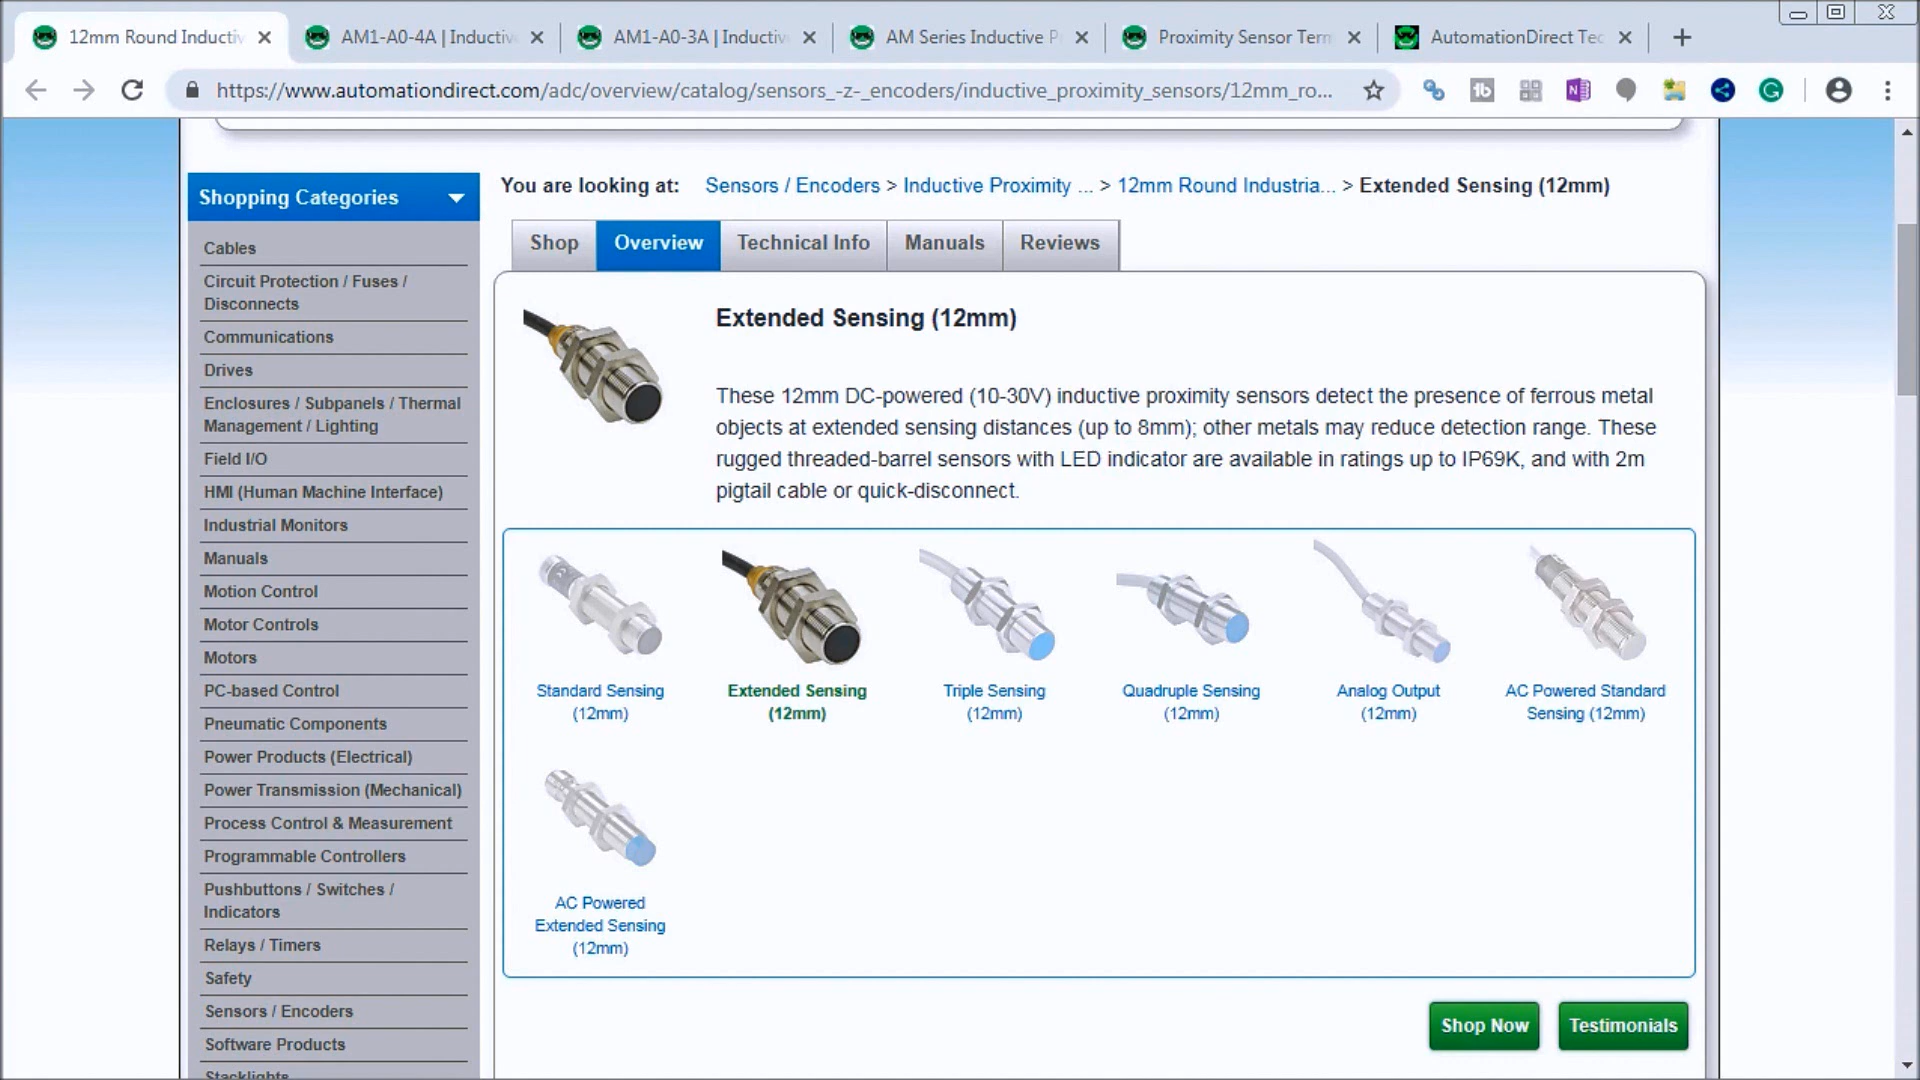 12mm Round Inductiv
AM1-A0-4A | Inductiv
AM1-A0-3A | Inductiv
AM Series Inductive P
Proximity Sensor Term
AutomationDirect Tec
https://www.automationdirect.com/adc/overview/catalog/sensors_-z-_encoders/inductive_proximity_sensors/12mm_ro...
Shopping Categories
Cables
Circuit Protection / Fuses /
Disconnects
Communications
Drives
Enclosures / Subpanels / Thermal
Management / Lighting
Field I/O
HMI (Human Machine Interface)
Industrial Monitors
Manuals
Motion Control
Motor Controls
Motors
PC-based Control
Pneumatic Components
Power Products (Electrical)
Power Transmission (Mechanical)
Process Control & Measurement
Programmable Controllers
Pushbuttons / Switches /
Indicators
Relays / Timers
Safety
Sensors / Encoders
Software Products
Stacklights
You are looking at: Sensors / Encoders > Inductive Proximity ... > 12mm Round Industria... > Extended Sensing (12mm)
Shop Overview Technical Info Manuals Reviews
Extended Sensing (12mm)
These 12mm DC-powered (10-30V) inductive proximity sensors detect the presence of ferrous metal
objects at extended sensing distances (up to 8mm); other metals may reduce detection range. These
rugged threaded-barrel sensors with LED indicator are available in ratings up to IP69K, and with 2m
pigtail cable or quick-disconnect.
Standard Sensing
(12mm)
Extended Sensing
(12mm)
Triple Sensing
(12mm)
Quadruple Sensing
(12mm)
Analog Output
(12mm)
AC Powered Standard
Sensing (12mm)
AC Powered
Extended Sensing
(12mm)
Shop Now
Testimonials